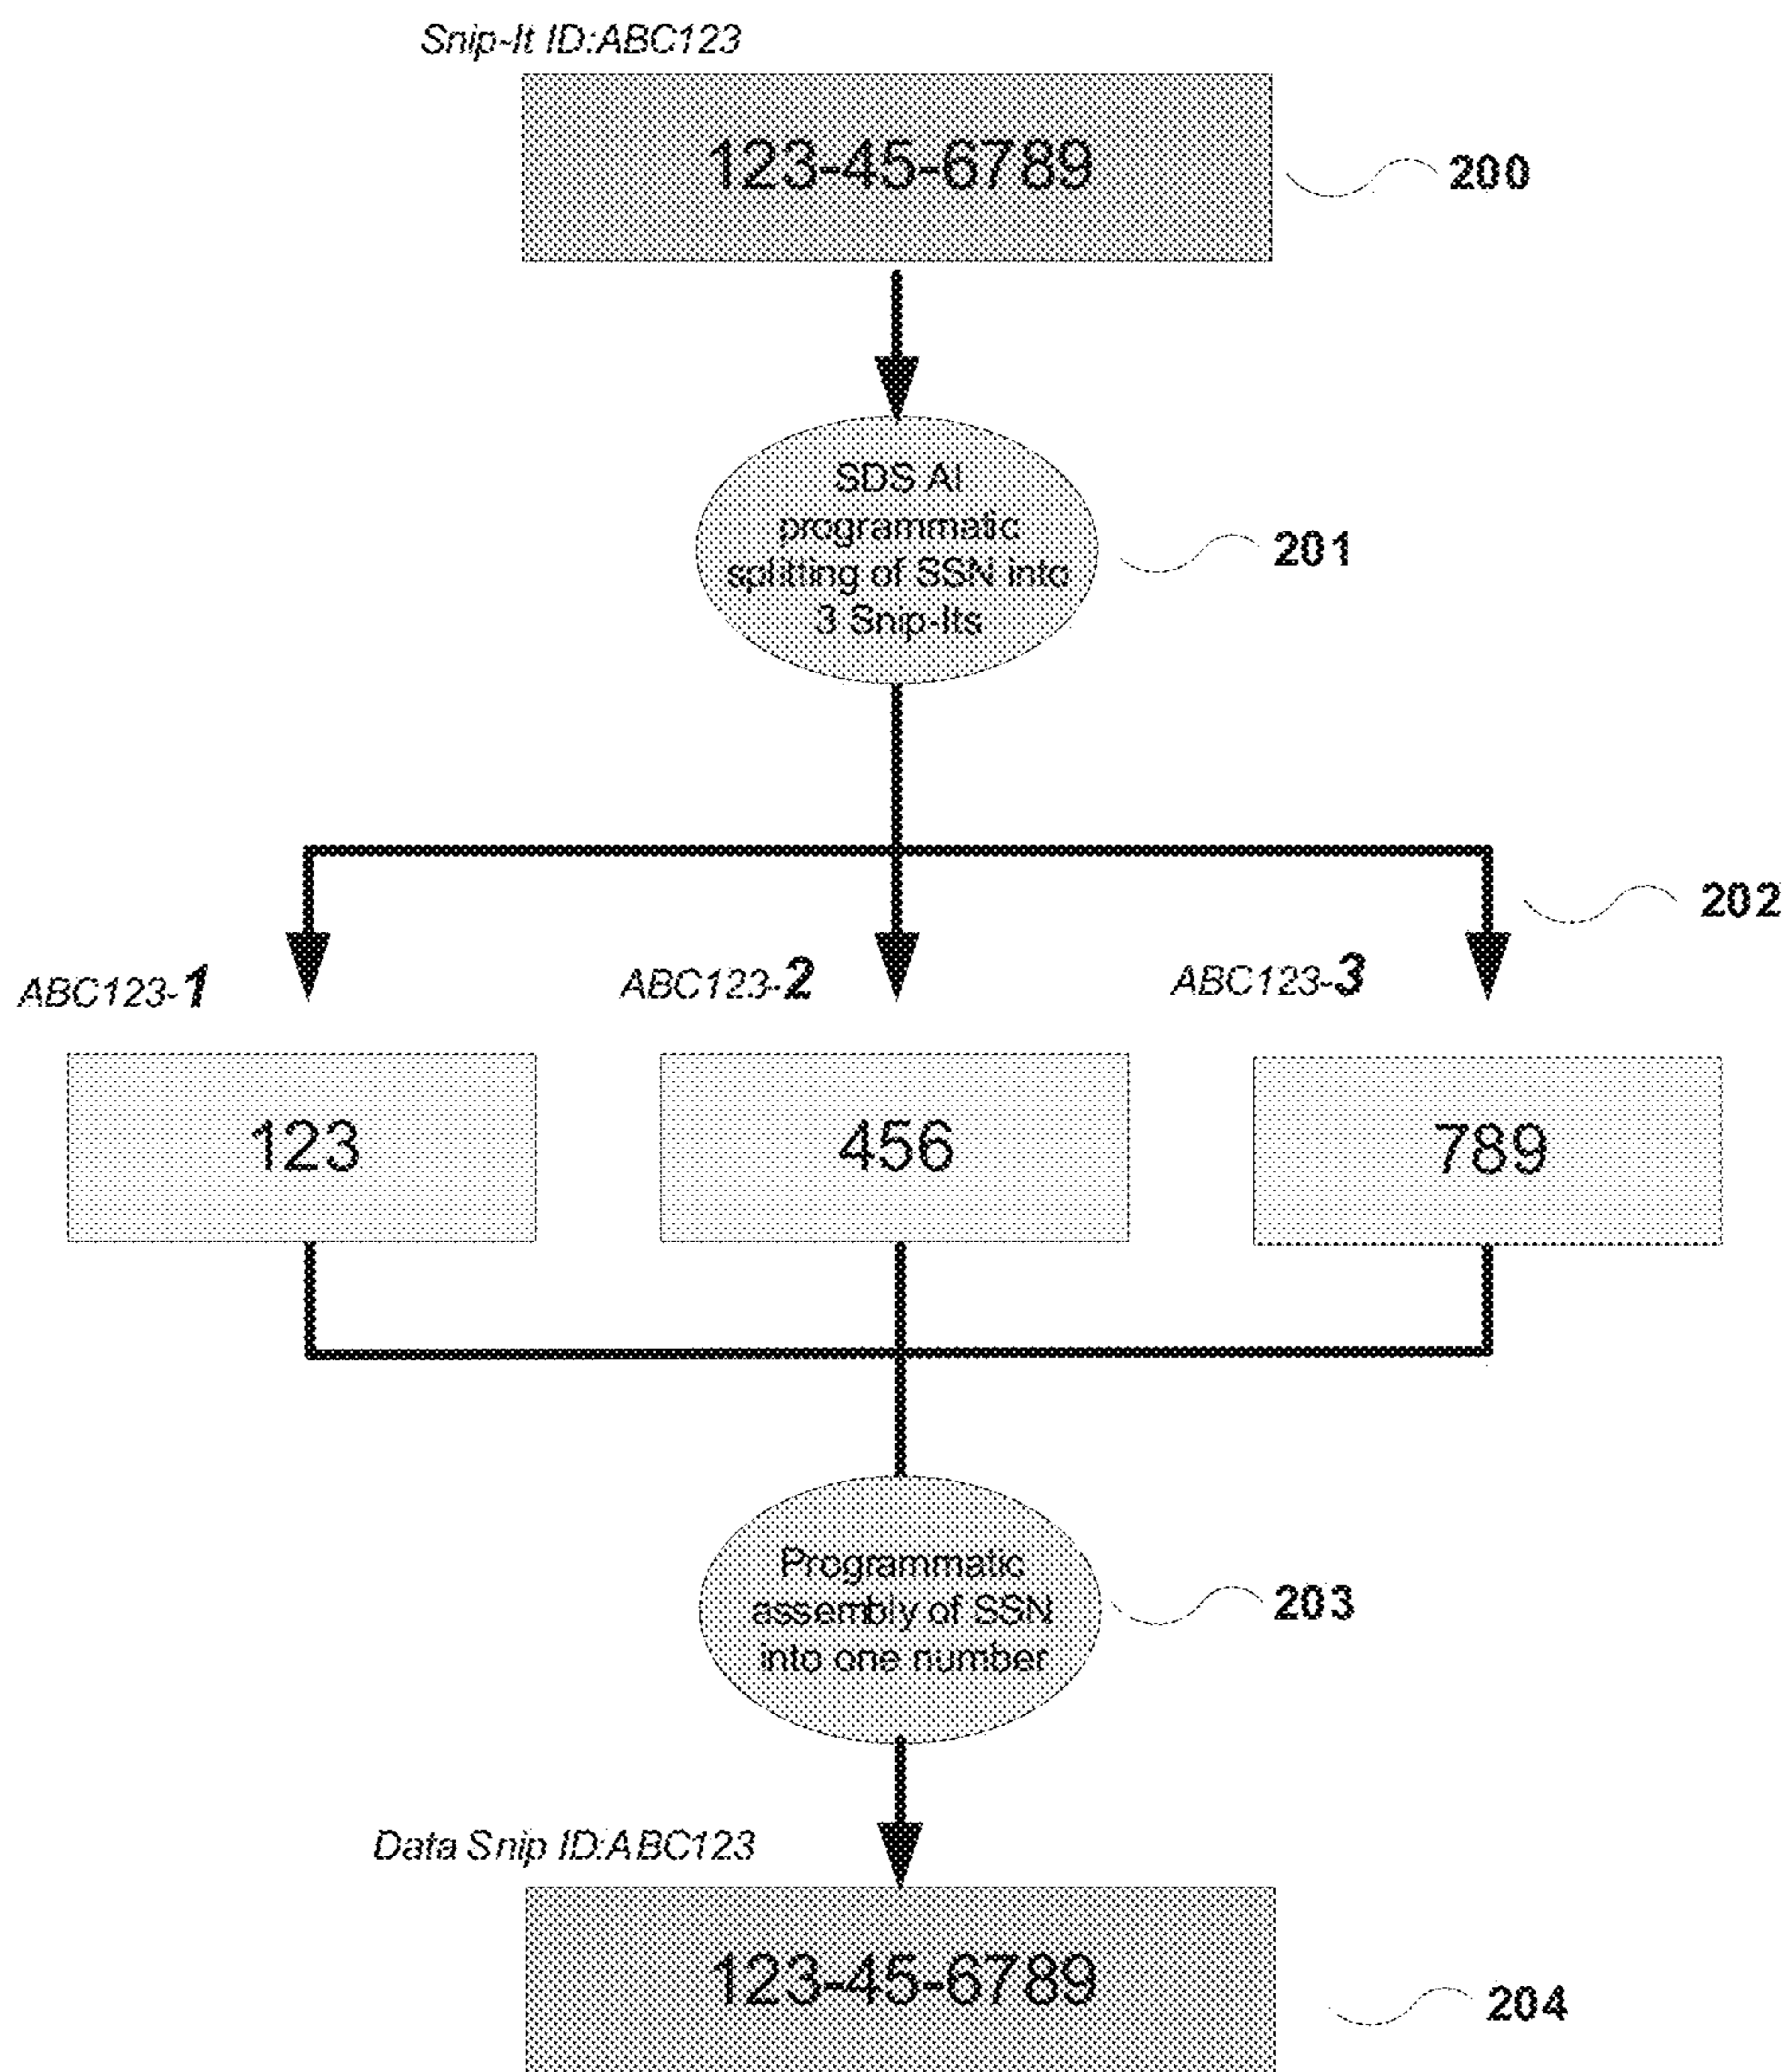 Snip-It ID:ABC123
123-45-6789
200
SDS AI
programmatic
splitting of SSN into
3 Snip-Its
201
202
ABC123-1
ABC123-2
ABC123-3
123
456
789
Programmatic
assembly of SSN
into one number
203
Data Snip ID:ABC123
123-45-6789
204